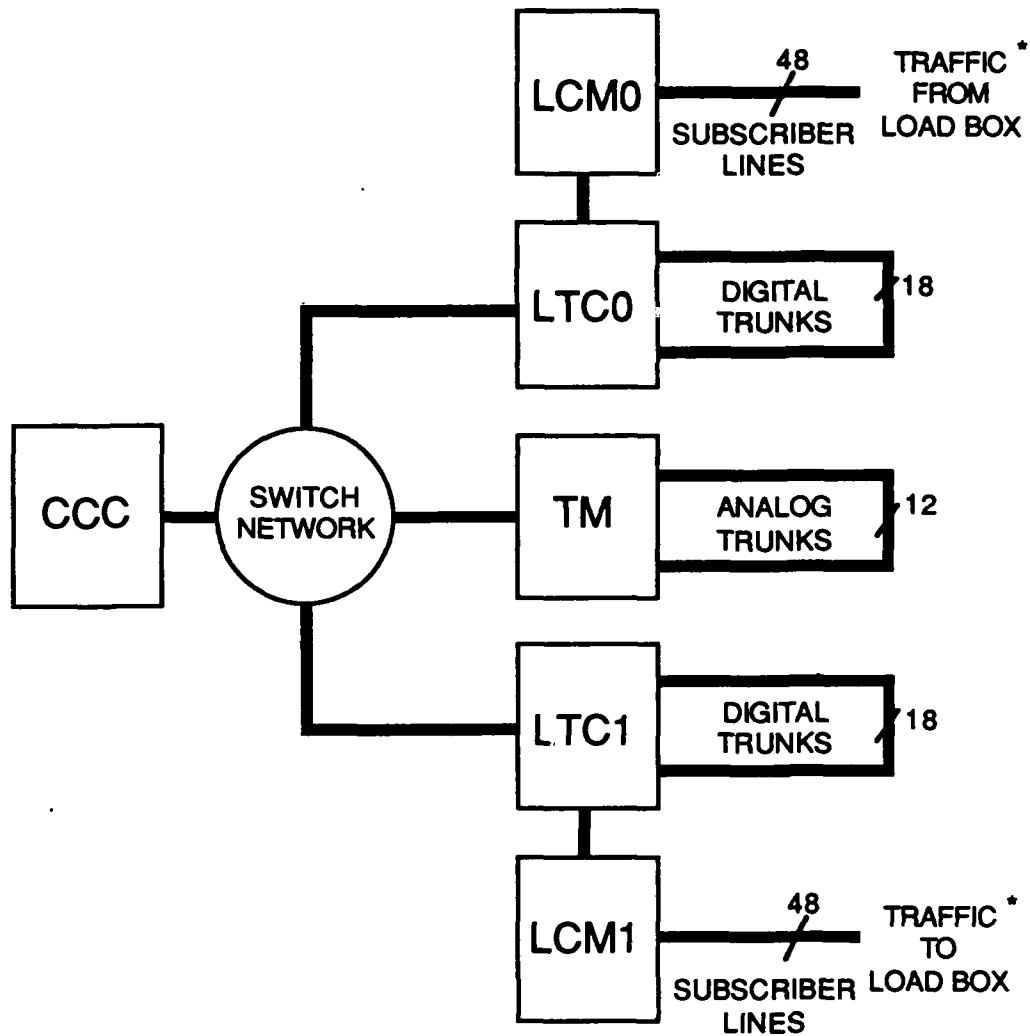 LCM0
48
SUBSCRIBER
LINES
TRAFFIC *
FROM
LOAD BOX
LTC0
DIGITAL
TRUNKS
18
CCC
SWITCH
NETWORK
TM
ANALOG
TRUNKS
12
LTC1
DIGITAL
TRUNKS
18
LCM1
48
SUBSCRIBER
LINES
TRAFFIC *
TO
LOAD BOX